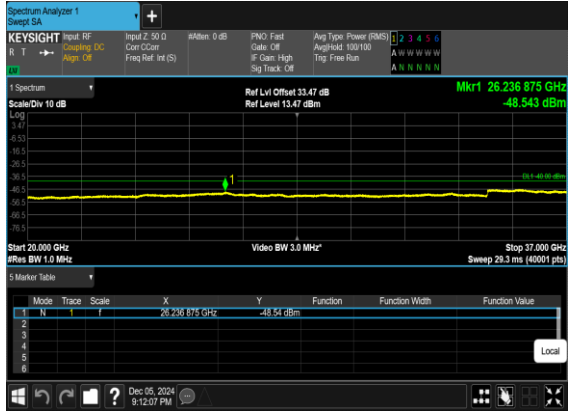 Spectrum Analyzer 1
Swept SA
+
KEYSIGHT Input: RF Input Z: 50 Ω #Atten: 0 dB PNO: Fast Avg Type: Power (RMS) 1 2 3 4 5 6
R T Coupling: DC Corr CCorr Gate: Off Avg|Hold: 100/100 A W W W W W
Align: Off Freq Ref: Int (S) IF Gain: High Trig: Free Run
Sig Track: Off A N N N N N
LXI
1 Spectrum Ref Lvl Offset 33.47 dB Mkr1 26.236 875 GHz
Scale/Div 10 dB Ref Level 13.47 dBm -48.543 dBm
Log
3.47
-6.53
-16.5
-26.5
-36.5
DL1 -40.00 dBm
-46.5
-56.5
-66.5
-76.5
1
Start 20.000 GHz Video BW 3.0 MHz* Stop 37.000 GHz
#Res BW 1.0 MHz Sweep 29.3 ms (40001 pts)
5 Marker Table
Mode Trace Scale X Y Function Function Width Function Value
1 N 1 f 26.236 875 GHz -48.54 dBm
2
3
4
5
6
Local
? Dec 05, 2024
9:12:07 PM